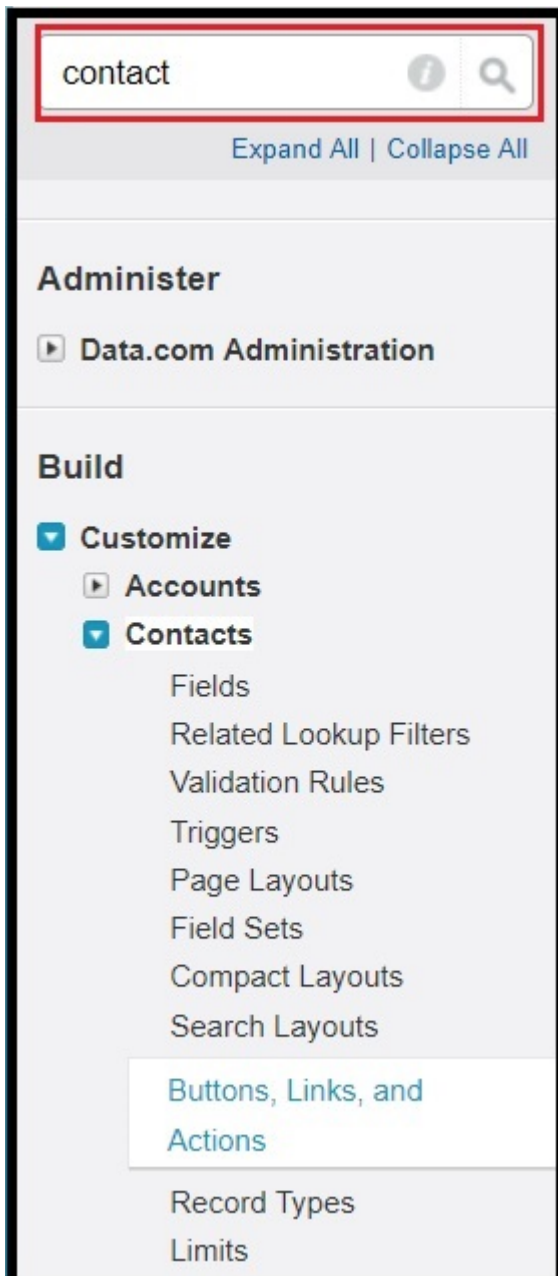 contact
Expand All | Collapse All
Administer
Data.com Administration
Build
Customize
Accounts
Contacts
Fields
Related Lookup Filters
Validation Rules
Triggers
Page Layouts
Field Sets
Compact Layouts
Search Layouts
Buttons, Links, and
Actions
Record Types
Limits